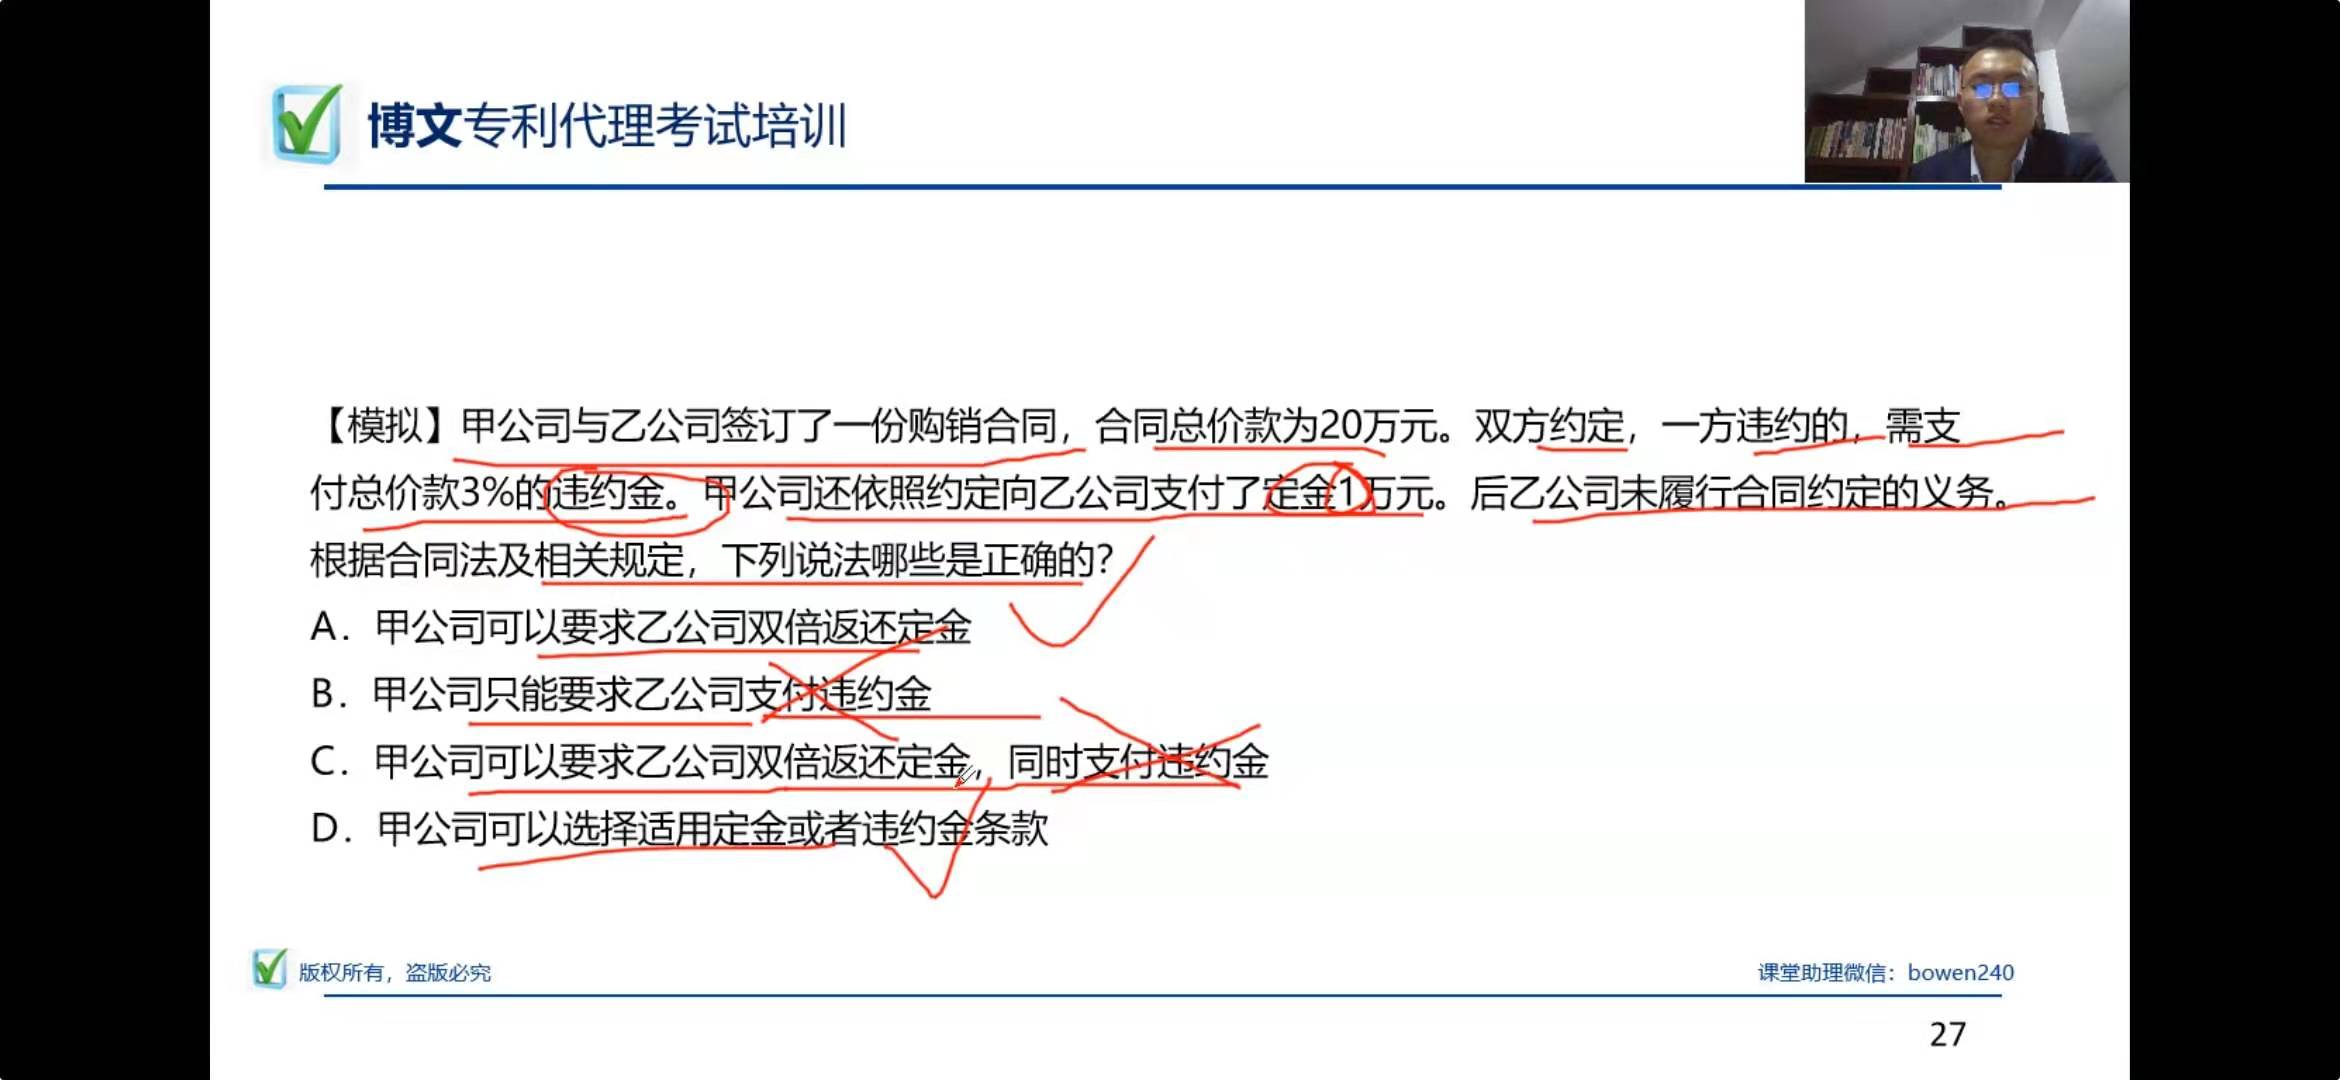 博文专利代理考试培训
【模拟】甲公司与乙公司签订了一份购销合同，合同总价款为20万元。双方约定，一方违约的，需支
付总价款3%的违约金。甲公司还依照约定向乙公司支付了定金1万元。后乙公司未履行合同约定的义务。
根据合同法及相关规定，下列说法哪些是正确的？
A．甲公司可以要求乙公司双倍返还定金
B．甲公司只能要求乙公司支付违约金
C．甲公司可以要求乙公司双倍返还定金，同时支付违约金
D．甲公司可以选择适用定金或者违约金条款
版权所有，盗版必究
课堂助理微信：bowen240
27